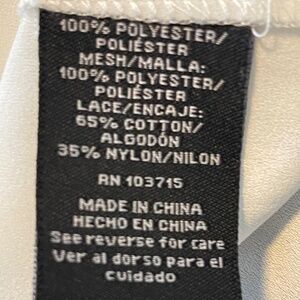 100% POLYESTER/
POLIÉSTER
MESH/MALLA:
100% POLYESTER/
POLIÉSTER
LACE/ENCAJE:
65% COTTON/
ALGODÓN
35% NYLON/NILON
RN 103715
MADE IN CHINA
HECHO EN CHINA
See reverse for care
Ver al dorso para el
cuidado